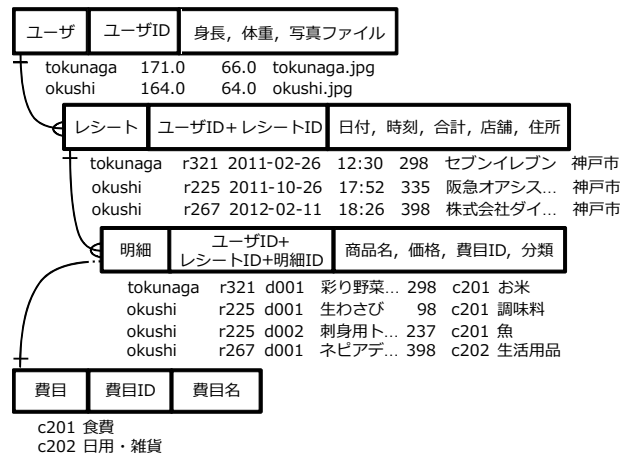 ユーザ ユーザID 身長，体重，写真ファイル
tokunaga 171.0 66.0 tokunaga.jpg
okushi 164.0 64.0 okushi.jpg
レシート ユーザID＋レシートID 日付，時刻，合計，店舗，住所
tokunaga r321 2011-02-26 12:30 298 セブンイレブン 神戸市
okushi r225 2011-10-26 17:52 335 阪急オアシス… 神戸市
okushi r267 2012-02-11 18:26 398 株式会社ダイ… 神戸市
明細 ユーザID+
レシートID+明細ID 商品名，価格，費目ID，分類
tokunaga r321 d001 彩り野菜… 298 c201 お米
okushi r225 d001 生わさび 98 c201 調味料
okushi r225 d002 刺身用ト… 237 c201 魚
okushi r267 d001 ネピアデ… 398 c202 生活用品
費目 費目ID 費目名
c201 食費
c202 日用・雑貨